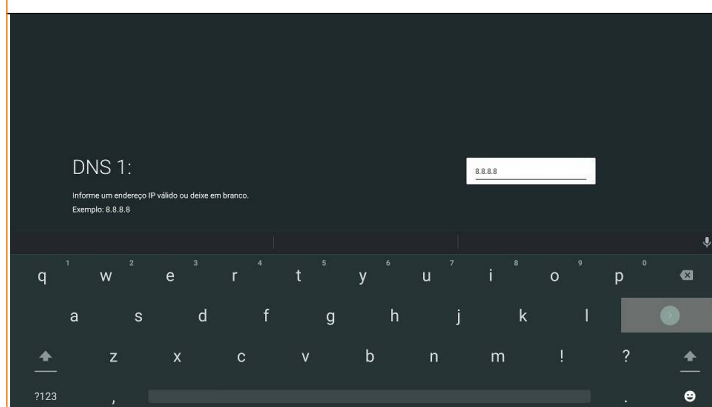 DNS 1:
8.8.8.8
Informe um endereço IP válido ou deixe em branco.
Exemplo: 8.8.8.8
1 2 3 4 5 6 7 8 9 0
q w e r t y u i o p
a s d f g h j k l
z x c v b n m ! ?
?123 , .